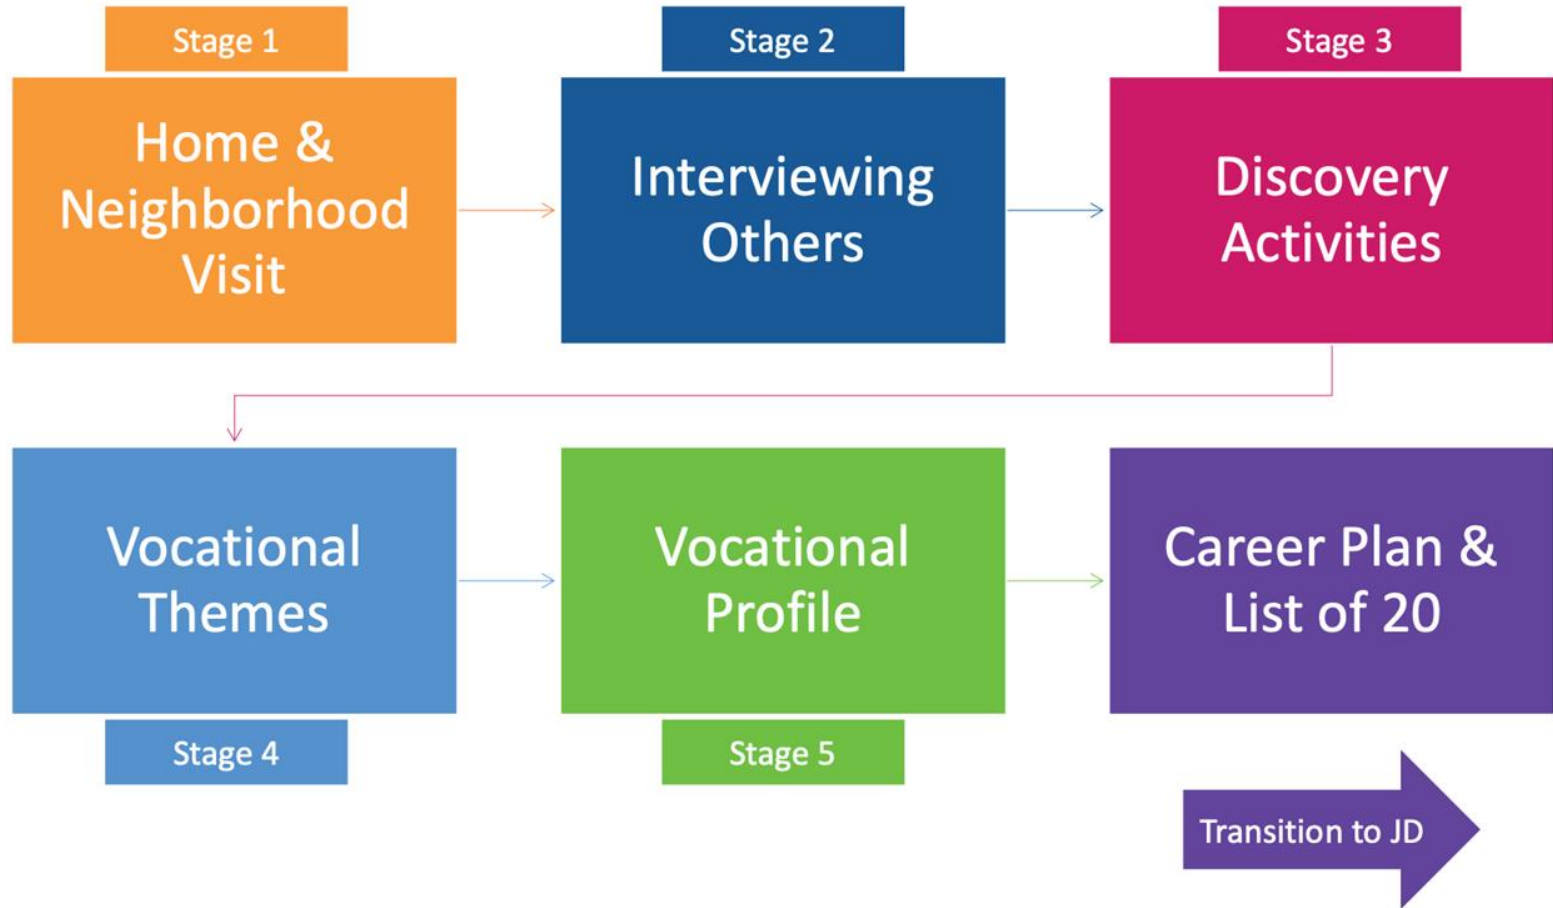 Stage 1
Home &
Neighborhood
Visit
Stage 2
Interviewing
Others
Stage 3
Discovery
Activities
Vocational
Themes
Stage 4
Vocational
Profile
Stage 5
Career Plan &
List of 20
Transition to JD